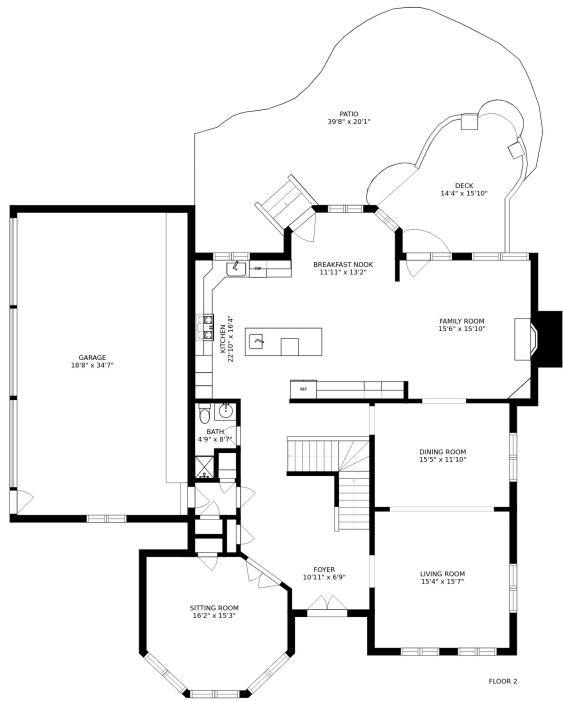 PATIO
39'8" x 20'1"
DECK
14'4" x 15'10"
BREAKFAST NOOK
11'11" x 13'2"
DW
KITCHEN
22'10" x 16'4"
FAMILY ROOM
15'6" x 15'10"
GARAGE
18'8" x 34'7"
REF
BATH
4'9" x 8'7"
DINING ROOM
15'5" x 11'10"
FOYER
10'11" x 6'9"
LIVING ROOM
15'4" x 15'7"
SITTING ROOM
16'2" x 15'3"
FLOOR 2